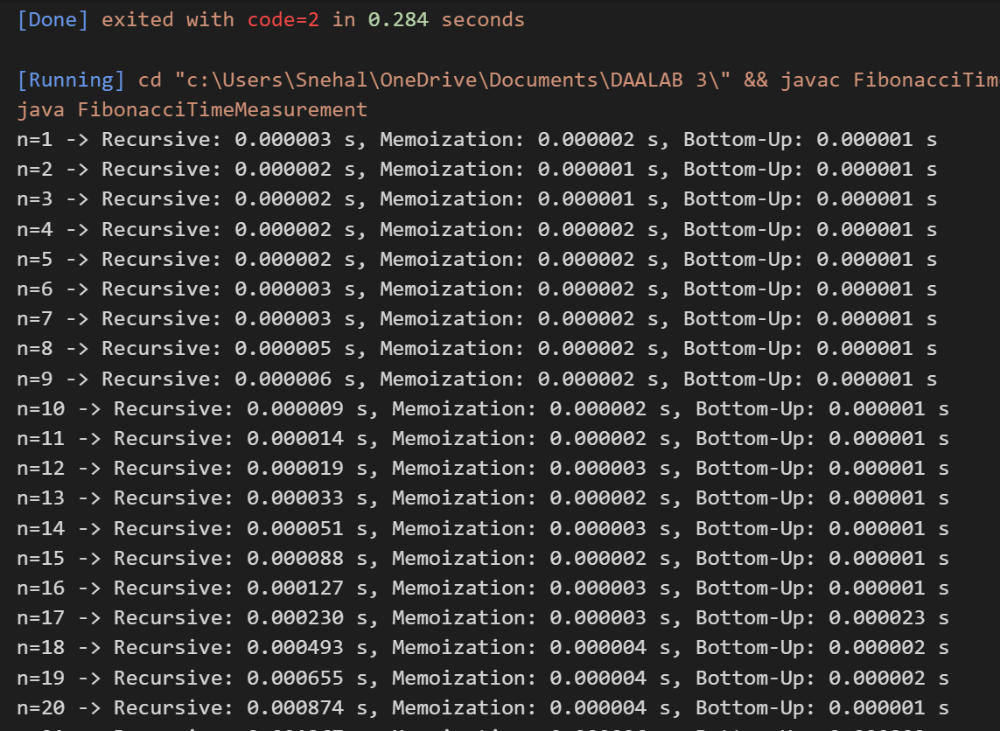 [Done] exited with code=2 in 0.284 seconds
[Running] cd "c:\Users\Snehal\OneDrive\Documents\DAALAB 3\" && javac FibonacciTim
java FibonacciTimeMeasurement
n=1 -> Recursive: 0.000003 s, Memoization: 0.000002 s, Bottom-Up: 0.000001 s
n=2 -> Recursive: 0.000002 s, Memoization: 0.000001 s, Bottom-Up: 0.000001 s
n=3 -> Recursive: 0.000002 s, Memoization: 0.000001 s, Bottom-Up: 0.000001 s
n=4 -> Recursive: 0.000002 s, Memoization: 0.000002 s, Bottom-Up: 0.000001 s
n=5 -> Recursive: 0.000002 s, Memoization: 0.000002 s, Bottom-Up: 0.000001 s
n=6 -> Recursive: 0.000003 s, Memoization: 0.000002 s, Bottom-Up: 0.000001 s
n=7 -> Recursive: 0.000003 s, Memoization: 0.000002 s, Bottom-Up: 0.000001 s
n=8 -> Recursive: 0.000005 s, Memoization: 0.000002 s, Bottom-Up: 0.000001 s
n=9 -> Recursive: 0.000006 s, Memoization: 0.000002 s, Bottom-Up: 0.000001 s
n=10 -> Recursive: 0.000009 s, Memoization: 0.000002 s, Bottom-Up: 0.000001 s
n=11 -> Recursive: 0.000014 s, Memoization: 0.000002 s, Bottom-Up: 0.000001 s
n=12 -> Recursive: 0.000019 s, Memoization: 0.000003 s, Bottom-Up: 0.000001 s
n=13 -> Recursive: 0.000033 s, Memoization: 0.000002 s, Bottom-Up: 0.000001 s
n=14 -> Recursive: 0.000051 s, Memoization: 0.000003 s, Bottom-Up: 0.000001 s
n=15 -> Recursive: 0.000088 s, Memoization: 0.000002 s, Bottom-Up: 0.000001 s
n=16 -> Recursive: 0.000127 s, Memoization: 0.000003 s, Bottom-Up: 0.000001 s
n=17 -> Recursive: 0.000230 s, Memoization: 0.000003 s, Bottom-Up: 0.000023 s
n=18 -> Recursive: 0.000493 s, Memoization: 0.000004 s, Bottom-Up: 0.000002 s
n=19 -> Recursive: 0.000655 s, Memoization: 0.000004 s, Bottom-Up: 0.000002 s
n=20 -> Recursive: 0.000874 s, Memoization: 0.000004 s, Bottom-Up: 0.000001 s